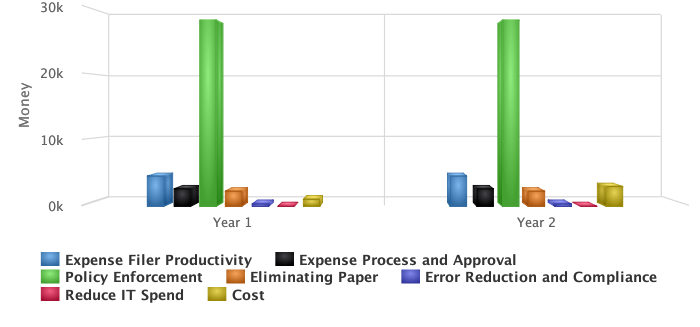 30k
20k
10k
0k
Money
Year 1
Year 2
Expense Filer Productivity
Expense Process and Approval
Policy Enforcement
Eliminating Paper
Error Reduction and Compliance
Reduce IT Spend
Cost